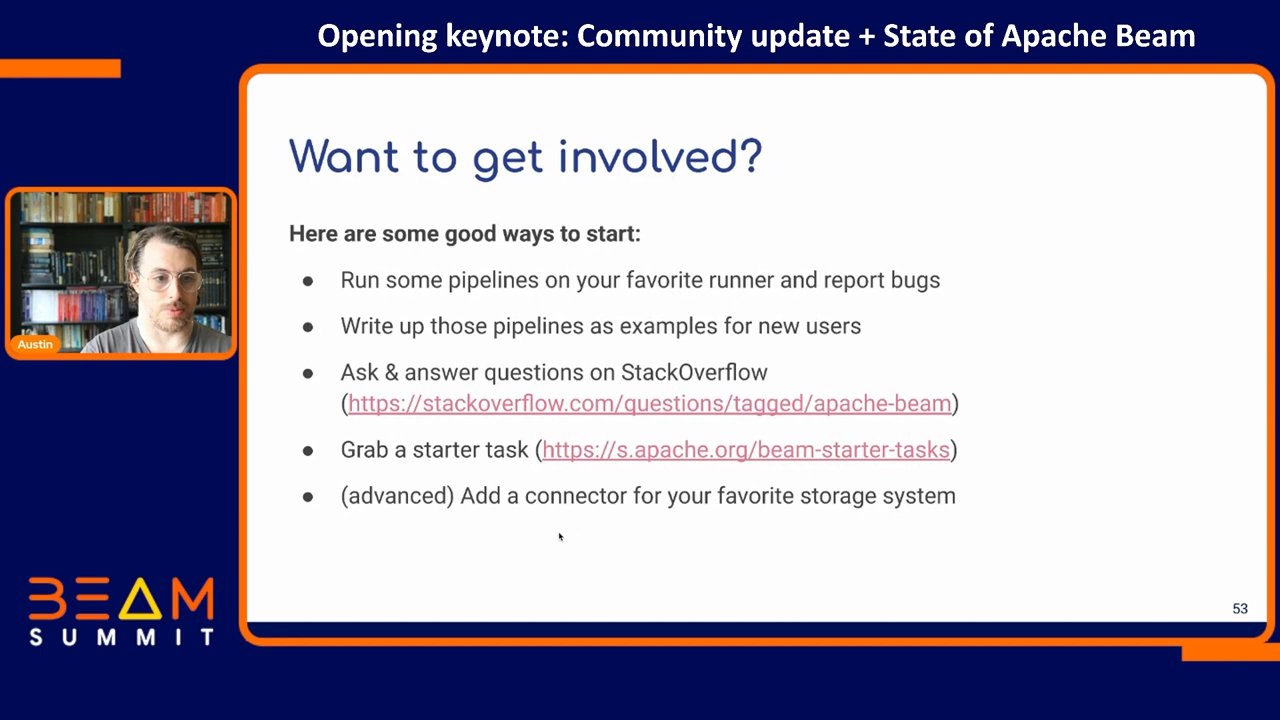 Opening keynote: Community update + State of Apache Beam
Want to get involved?
Here are some good ways to start:
● Run some pipelines on your favorite runner and report bugs
● Write up those pipelines as examples for new users
● Ask & answer questions on StackOverflow
(https://stackoverflow.com/questions/tagged/apache-beam)
● Grab a starter task (https://s.apache.org/beam-starter-tasks)
● (advanced) Add a connector for your favorite storage system
53
Austin
BEAM
SUMMIT